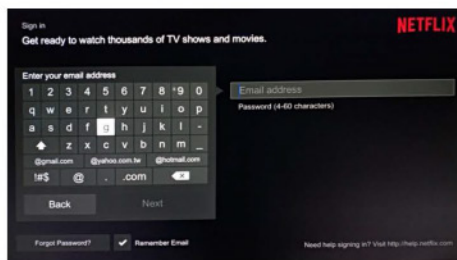 Sign in
NETFLIX
Get ready to watch thousands of TV shows and movies.
Enter your email address
1 2 3 4 5 6 7 8 9 0
q w e r t y u i o p
a s d f g h j k l -
z x c v b n m _
@gmail.com @yahoo.com.tw @hotmail.com
!#$ @ . .com
Back Next
Email address
Password (4-60 characters)
Forgot Password? Remember Email
Need help signing in? Visit http://help.netflix.com